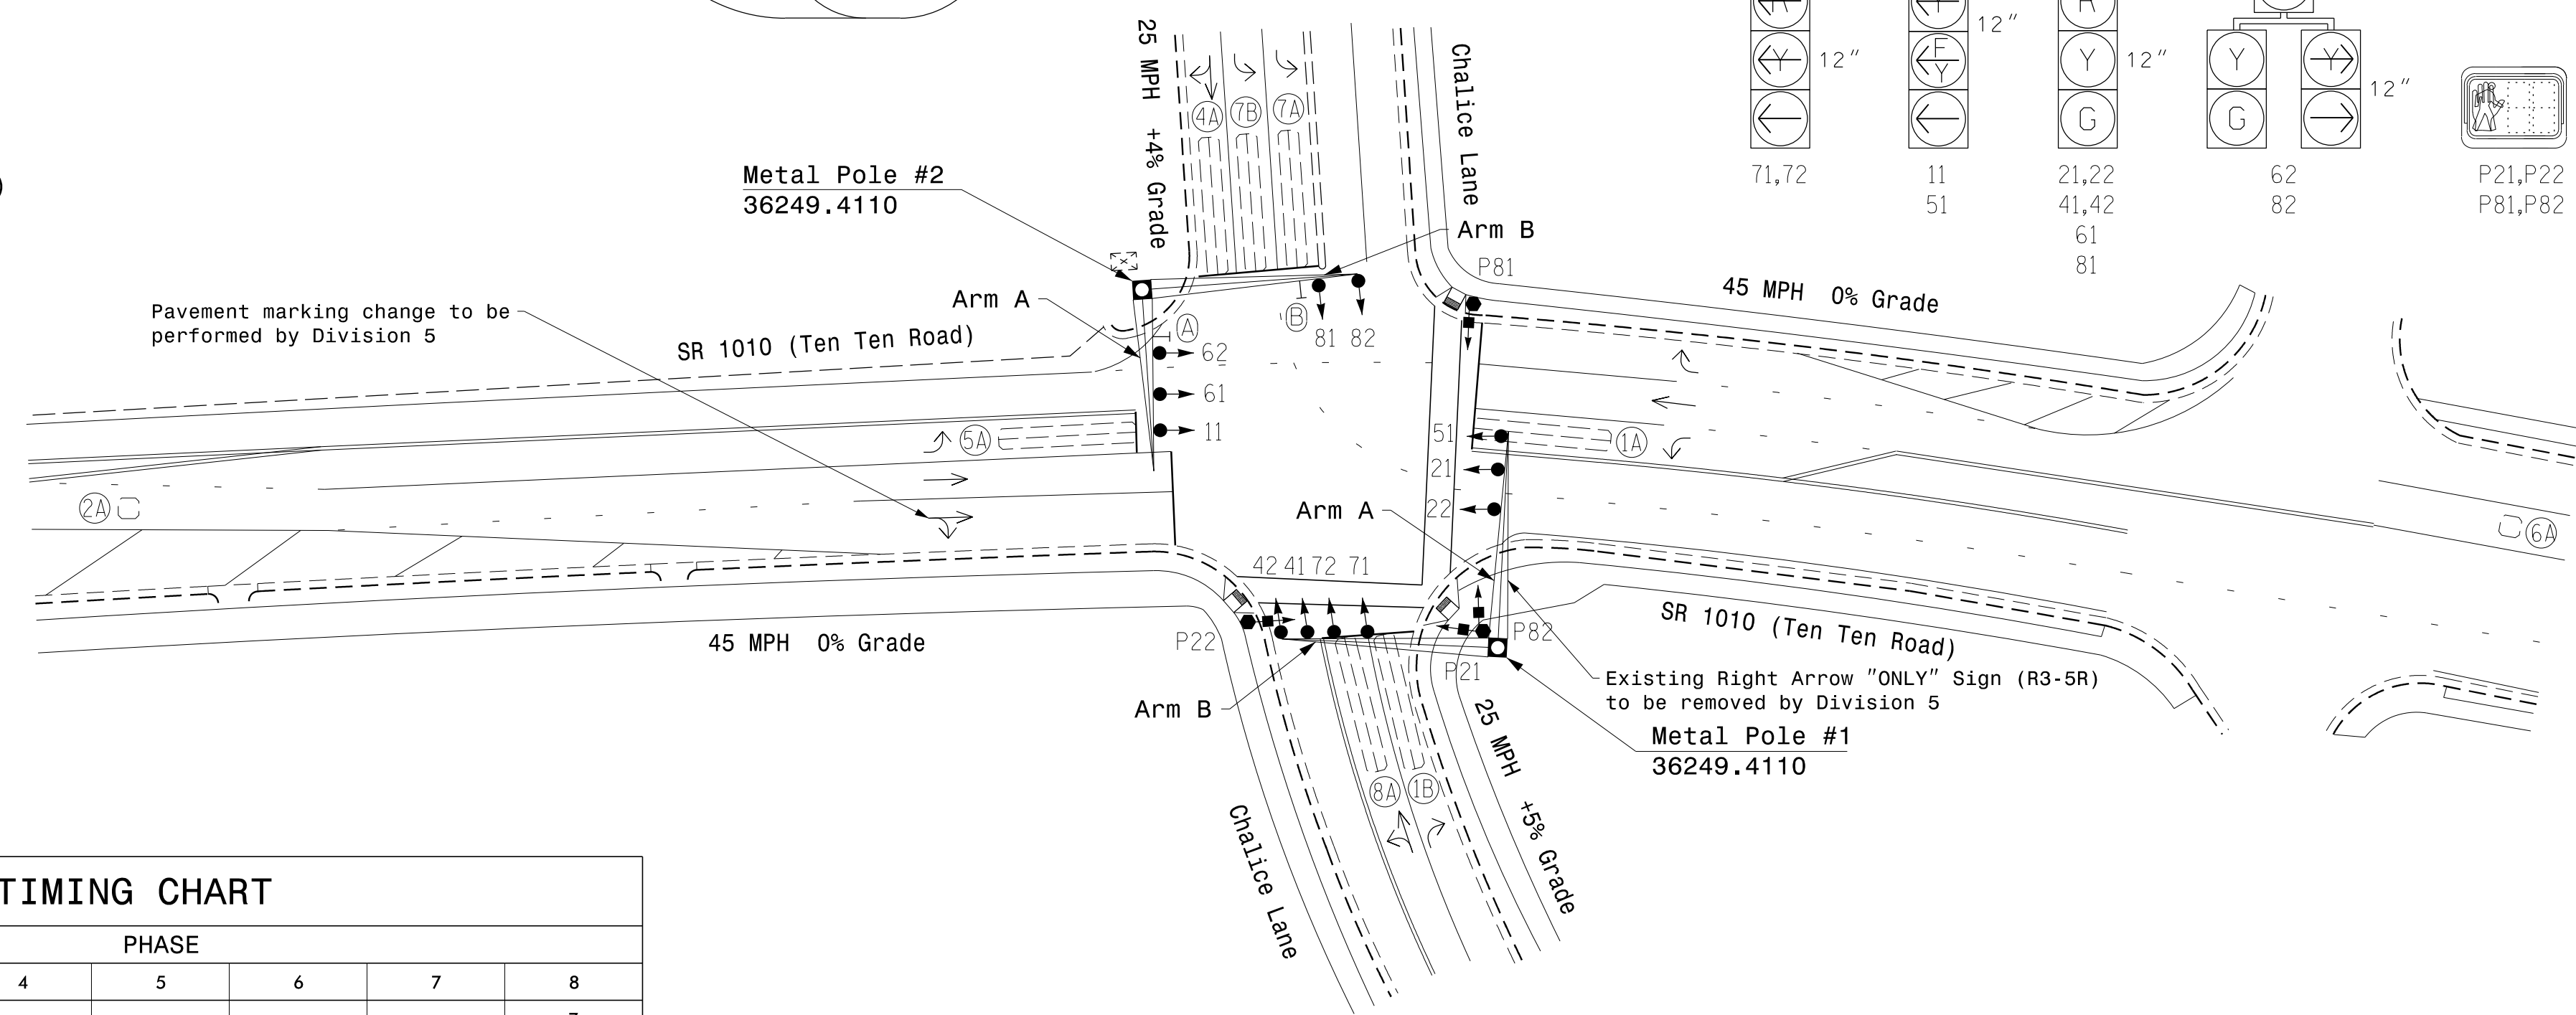 R
F
R
12"
Y
12"
F
Y
Y
12"
Y
Y
12"
G
G
71,72
11
51
21,22
41,42
61
81
62
82
P21,P22
P81,P82
25 MPH +4% Grade
Chalice Lane
4A
7B
7A
Metal Pole #2
36249.4110
Arm B
P81
45 MPH 0% Grade
Arm A
Pavement marking change to be
performed by Division 5
SR 1010 (Ten Ten Road)
A
B
81 82
62
61
11
5A
51
1A
21
22
2A
6A
Arm A
42 41 72 71
SR 1010 (Ten Ten Road)
45 MPH 0% Grade
P22
P82
P21
Existing Right Arrow "ONLY" Sign (R3-5R)
to be removed by Division 5
Arm B
Metal Pole #1
36249.4110
25 MPH +5% Grade
8A
1B
Chalice Lane
TIMING CHART
PHASE
4 5 6 7 8